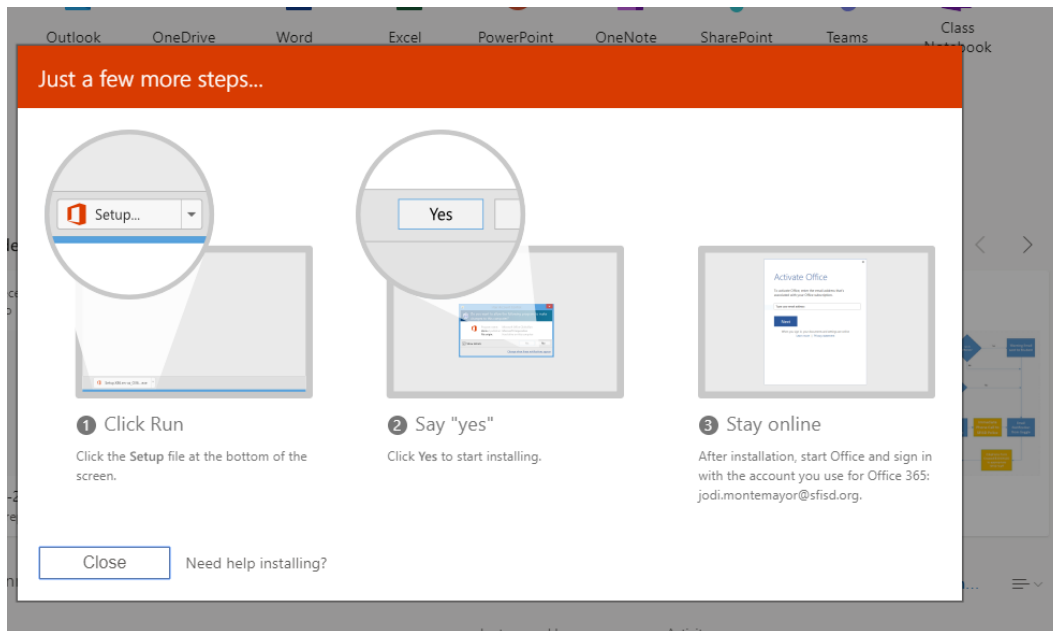 Outlook OneDrive Word Excel PowerPoint OneNote SharePoint Teams Class
Notebook
Just a few more steps...
Setup...
Yes
Activate Office
1 Click Run
Click the Setup file at the bottom of the
screen.
2 Say "yes"
Click Yes to start installing.
3 Stay online
After installation, start Office and sign in
with the account you use for Office 365:
jodi.montemayor@sfisd.org.
Close
Need help installing?